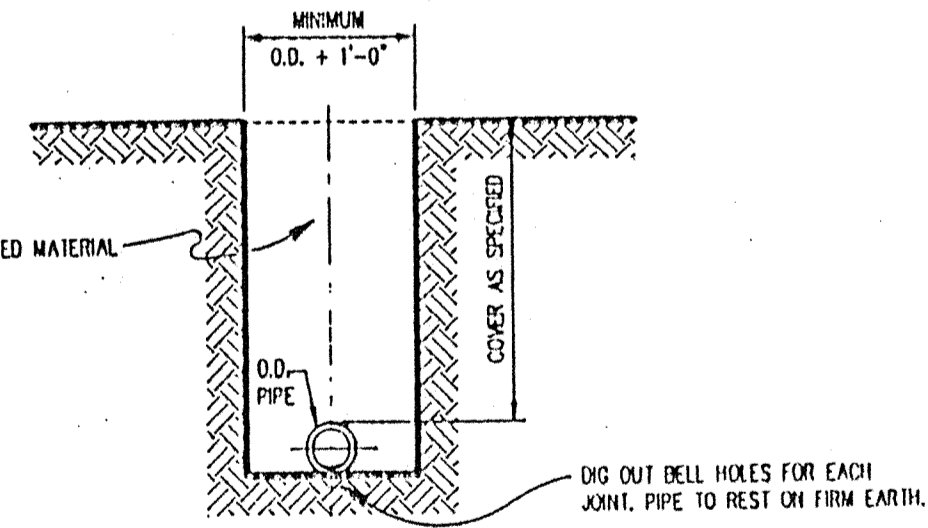 MINIMUM
O.D. + 1'-0"
ED MATERIAL
COVER AS SPECIFIED
O.D.
PIPE
DIG OUT BELL HOLES FOR EACH
JOINT. PIPE TO REST ON FIRM EARTH.